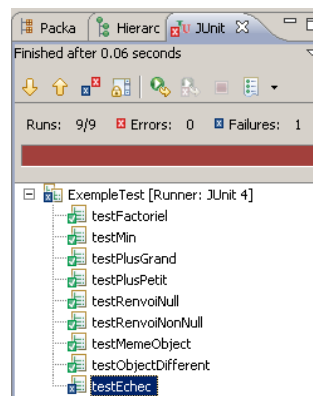 Packa Hierarc JUnit
Finished after 0.06 seconds
Runs: 9/9 Errors: 0 Failures: 1
ExempleTest [Runner: JUnit 4]
testFactoriel
testMin
testPlusGrand
testPlusPetit
testRenvoiNull
testRenvoiNonNull
testMemeObject
testObjectDifferent
testEchec